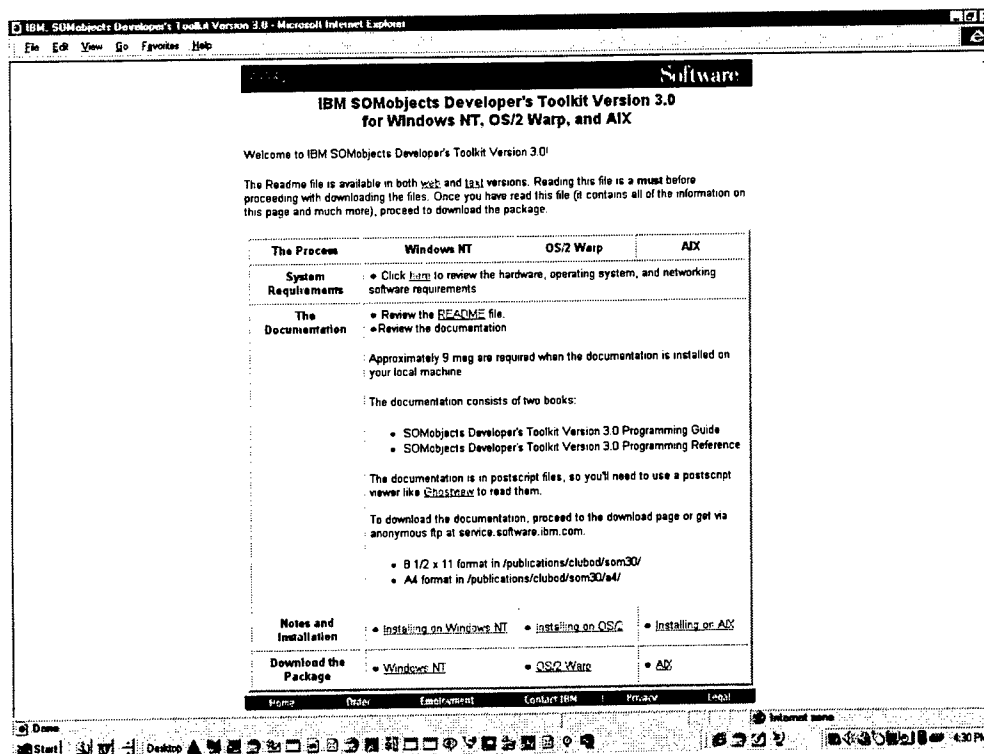 IBM. SOMobjects Developer's Toolkit Version 3.0 - Microsoft Internet Explorer
File Edit View Go Favorites Help
Software
IBM SOMobjects Developer's Toolkit Version 3.0
for Windows NT, OS/2 Warp, and AIX
Welcome to IBM SOMobjects Developer's Toolkit Version 3.0!
The Readme file is available in both web and text versions. Reading this file is a must before
proceeding with downloading the files. Once you have read this file (it contains all of the information on
this page and much more), proceed to download the package.
The Process Windows NT OS/2 Warp AIX
System
Requirements
• Click here to review the hardware, operating system, and networking
software requirements
The
Documentation
• Review the README file.
• Review the documentation
Approximately 9 meg are required when the documentation is installed on
your local machine
The documentation consists of two books:
• SOMobjects Developer's Toolkit Version 3.0 Programming Guide
• SOMobjects Developer's Toolkit Version 3.0 Programming Reference
The documentation is in postscript files, so you'll need to use a postscript
viewer like Ghostview to read them.
To download the documentation, proceed to the download page or get via
anonymous ftp at service.software.ibm.com.
• 8 1/2 x 11 format in /publications/clubod/som30/
• A4 format in /publications/clubod/som30/a4/
Notes and
Installation
• Installing on Windows NT • Installing on OS/2 • Installing on AIX
Download the
Package
• Windows NT • OS/2 Warp • AIX
Home Order Employment Contact IBM Privacy Legal
Done Internet zone
Start Desktop 4:30 PM